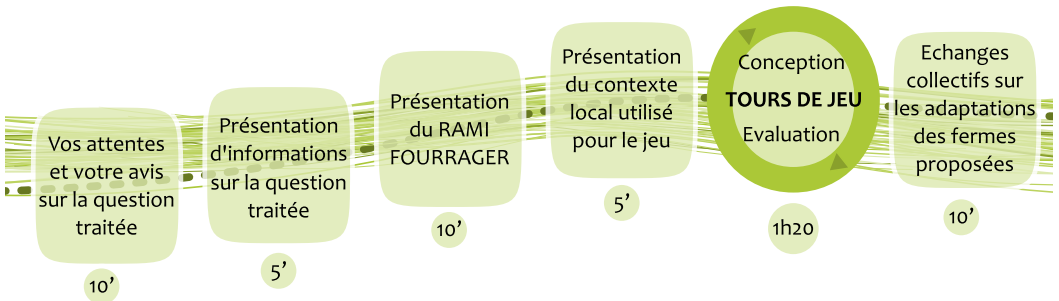 Vos attentes
et votre avis
sur la question
traitée
10’
Présentation
d'informations
sur la question
traitée
5’
Présentation
du RAMI
FOURRAGER
10’
Présentation
du contexte
local utilisé
pour le jeu
5’
Conception
TOURS DE JEU
Evaluation
1h20
Echanges
collectifs sur
les adaptations
des fermes
proposées
10’